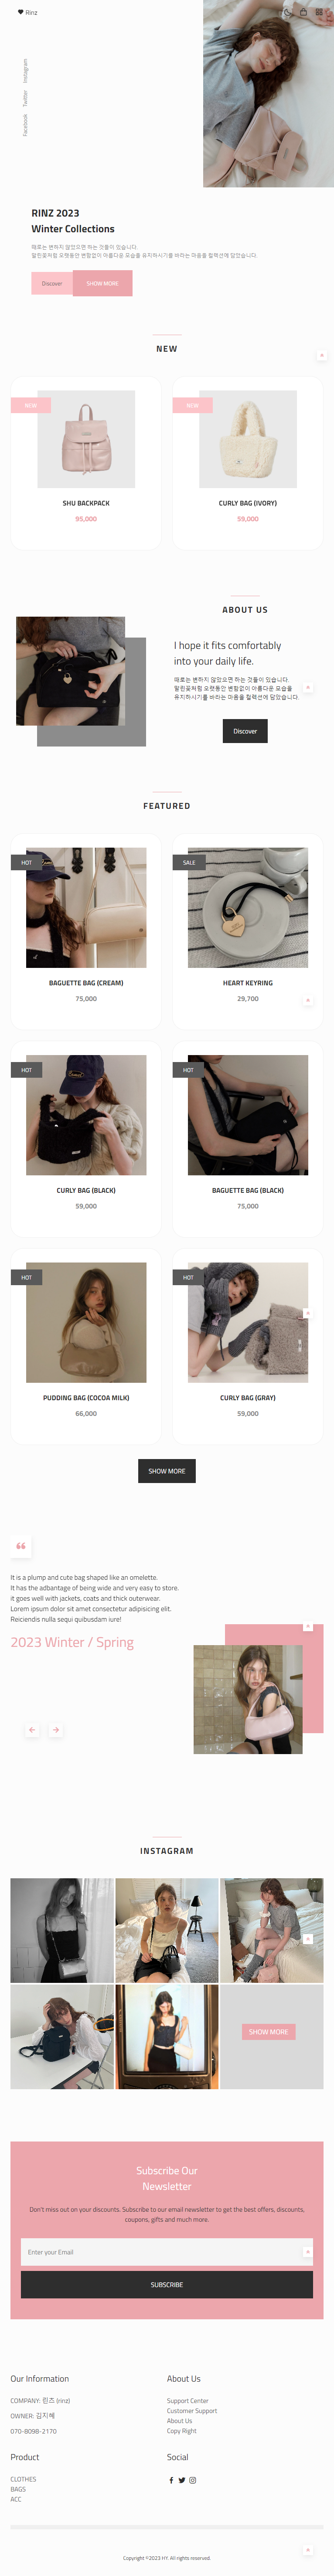 Rinz
Instagram
Twitter
Facebook
RINZ 2023
Winter Collections
때로는 변하지 않았으면 하는 것들이 있습니다.
말린꽃처럼 오랫동안 변함없이 아름다운 모습을 유지하시기를 바라는 마음을 컬렉션에 담았습니다.
Discover
SHOW MORE
NEW
NEW
SHU BACKPACK
95,000
NEW
CURLY BAG (IVORY)
59,000
ABOUT US
I hope it fits comfortably
into your daily life.
때로는 변하지 않았으면 하는 것들이 있습니다.
말린꽃처럼 오랫동안 변함없이 아름다운 모습을
유지하시기를 바라는 마음을 컬렉션에 담았습니다.
Discover
FEATURED
HOT
BAGUETTE BAG (CREAM)
75,000
SALE
HEART KEYRING
29,700
HOT
CURLY BAG (BLACK)
59,000
HOT
BAGUETTE BAG (BLACK)
75,000
HOT
PUDDING BAG (COCOA MILK)
66,000
HOT
CURLY BAG (GRAY)
59,000
SHOW MORE
It is a plump and cute bag shaped like an omelette.
It has the adbantage of being wide and very easy to store.
it goes well with jackets, coats and thick outerwear.
Lorem ipsum dolor sit amet consectetur adipisicing elit.
Reiciendis nulla sequi quibusdam iure!
2023 Winter / Spring
INSTAGRAM
SHOW MORE
Subscribe Our
Newsletter
Don't miss out on your discounts. Subscribe to our email newsletter to get the best offers, discounts,
coupons, gifts and much more.
Enter your Email
SUBSCRIBE
Our Information
COMPANY: 린즈 (rinz)
OWNER: 김지혜
070-8098-2170
About Us
Support Center
Customer Support
About Us
Copy Right
Product
CLOTHES
BAGS
ACC
Social
Copyright ©2023 HY. All rights reserved.